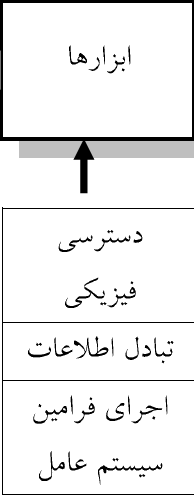 ابزارها
دسترسی
فیزیکی
تبادل اطلاعات
اجرای فرامین
سیستم عامل